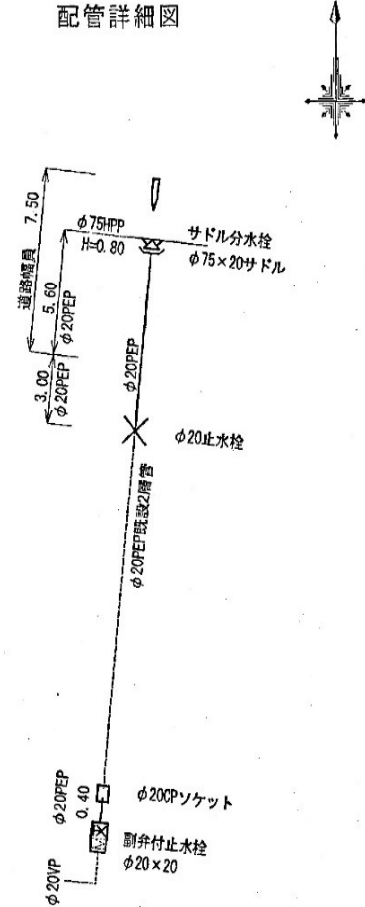 配管詳細図
道路幅員 7.50
5.60
φ20PEP
φ75HPP
H=0.80
サドル分水栓
φ75×20サドル
3.00
φ20PEP
φ20PEP
φ20止水栓
φ20PEP既設2層管
φ20PEP
0.40
φ20CPソケット
副弁付止水栓
φ20×20
φ20VP